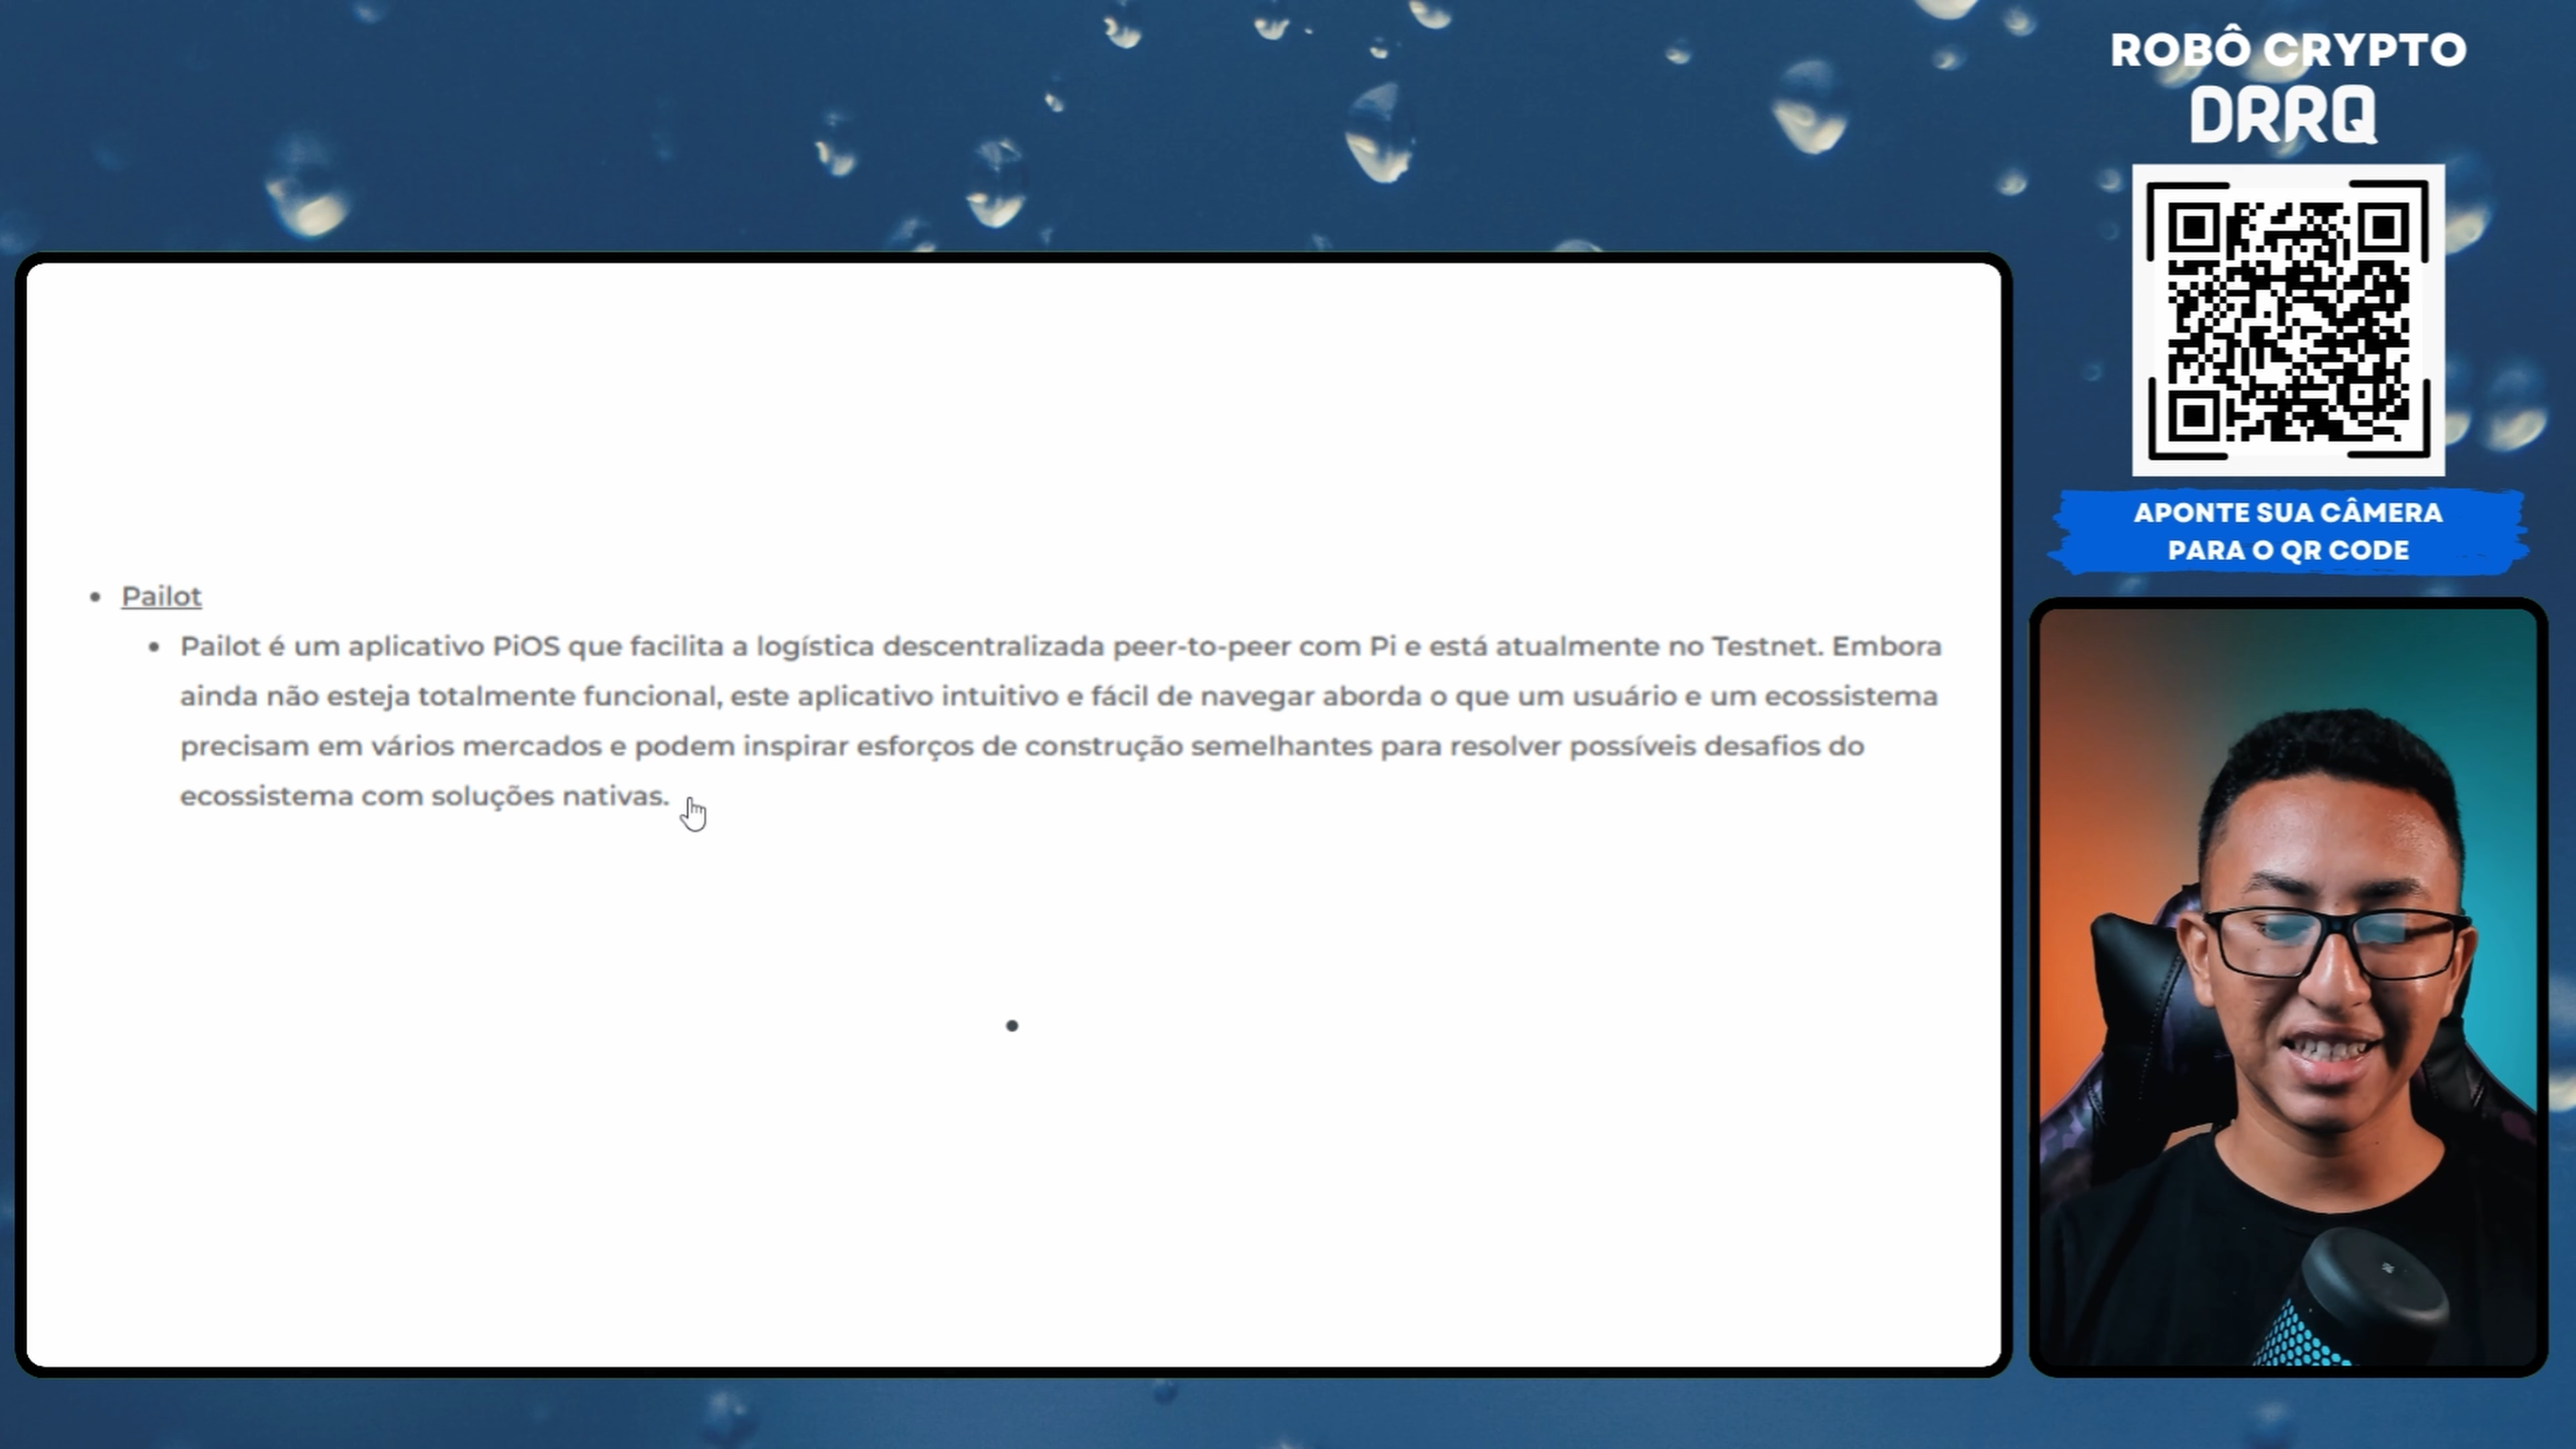 ROBÔ CRYPTO
DRRQ
APONTE SUA CÂMERA
PARA O QR CODE
Pailot
Pailot é um aplicativo PiOS que facilita a logística descentralizada peer-to-peer com Pi e está atualmente no Testnet. Embora
ainda não esteja totalmente funcional, este aplicativo intuitivo e fácil de navegar aborda o que um usuário e um ecossistema
precisam em vários mercados e podem inspirar esforços de construção semelhantes para resolver possíveis desafios do
ecossistema com soluções nativas.